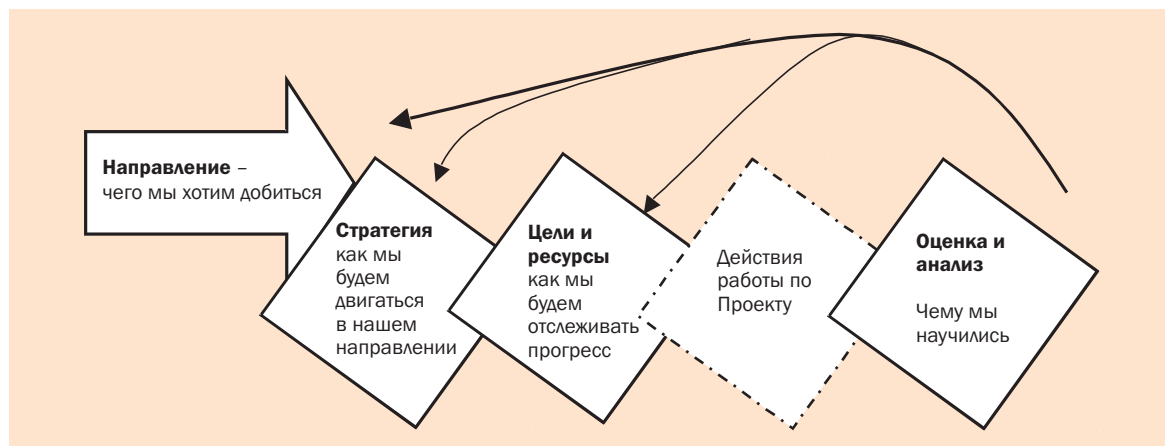 Направление –
чего мы хотим добиться
Стратегия
как мы
будем
двигаться
в нашем
направлении
Цели и
ресурсы
как мы
будем
отслеживать
прогресс
Действия
работы по
Проекту
Оценка и
анализ
Чему мы
научились